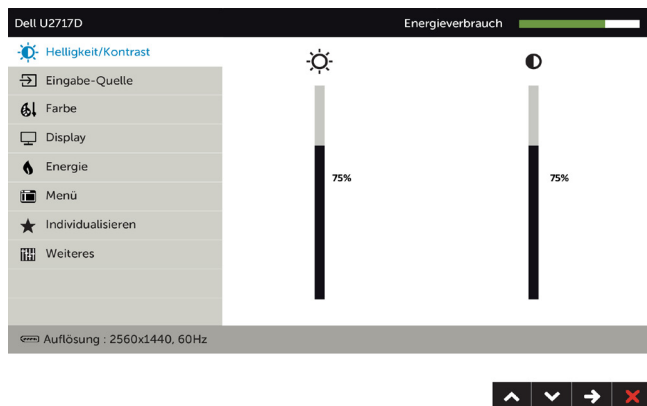 Dell U2717D
Energieverbrauch
Helligkeit/Kontrast
Eingabe-Quelle
Farbe
Display
Energie
Menü
Individualisieren
Weiteres
75%
75%
Auflösung : 2560x1440, 60Hz